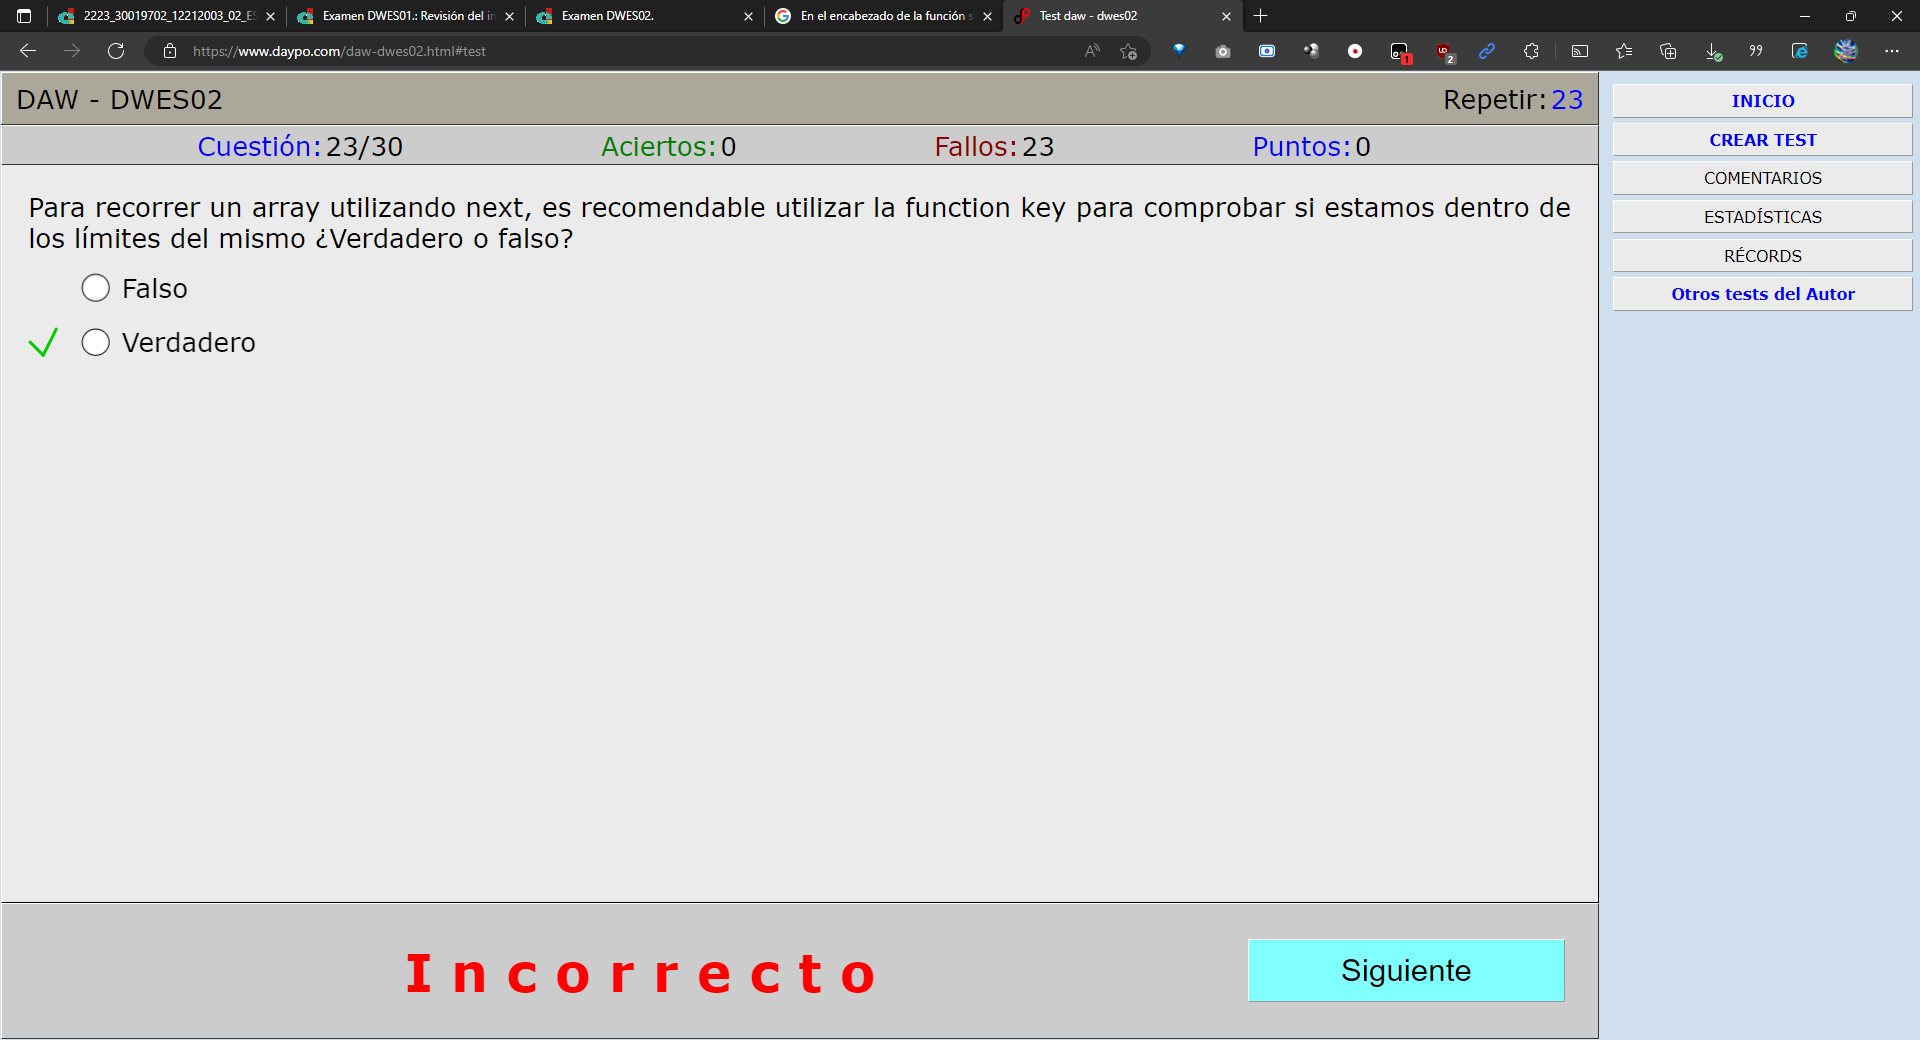 2223_30019702_12212003_02_ES
Examen DWES01.: Revisión del in
Examen DWES02.
En el encabezado de la función s
Test daw - dwes02
https://www.daypo.com/daw-dwes02.html#test
1
2
DAW - DWES02
Repetir:23
Cuestión:23/30
Aciertos:0
Fallos:23
Puntos:0
Para recorrer un array utilizando next, es recomendable utilizar la function key para comprobar si estamos dentro de
los límites del mismo ¿Verdadero o falso?
Falso
Verdadero
Incorrecto
Siguiente
INICIO
CREAR TEST
COMENTARIOS
ESTADÍSTICAS
RÉCORDS
Otros tests del Autor